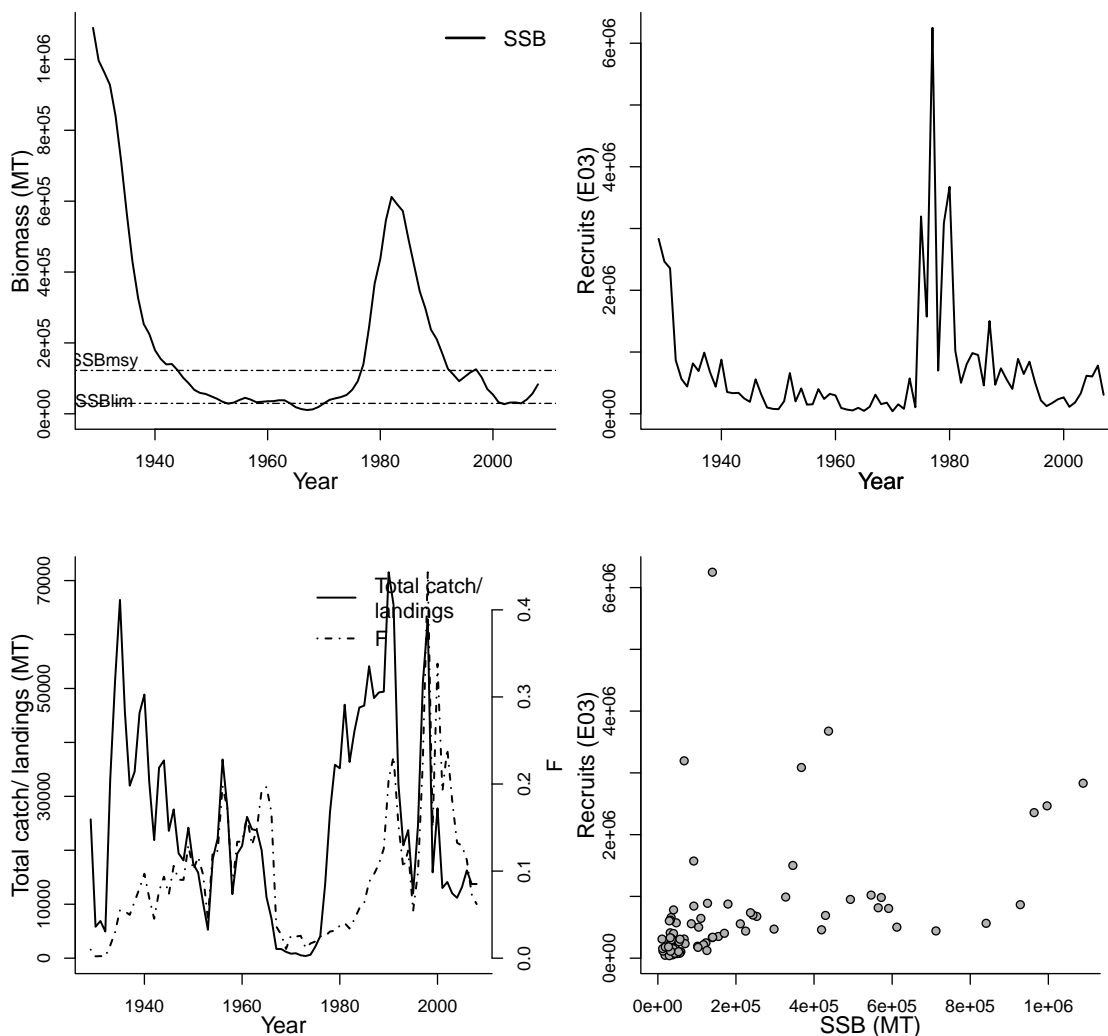 SSB
Biomass (MT)
0e+00
2e+05
4e+05
6e+05
8e+05
1e+06
SSBmsy
SSBlim
1940
1960
1980
2000
Year
Recruits (E03)
0e+00
2e+06
4e+06
6e+06
1940
1960
1980
2000
Year
Total catch/
landings
F
Total catch/ landings (MT)
0
10000
30000
50000
70000
0.0
0.1
0.2
0.3
0.4
F
1940
1960
1980
2000
Year
Recruits (E03)
0e+00
2e+06
4e+06
6e+06
0e+00
2e+05
4e+05
6e+05
8e+05
1e+06
SSB (MT)